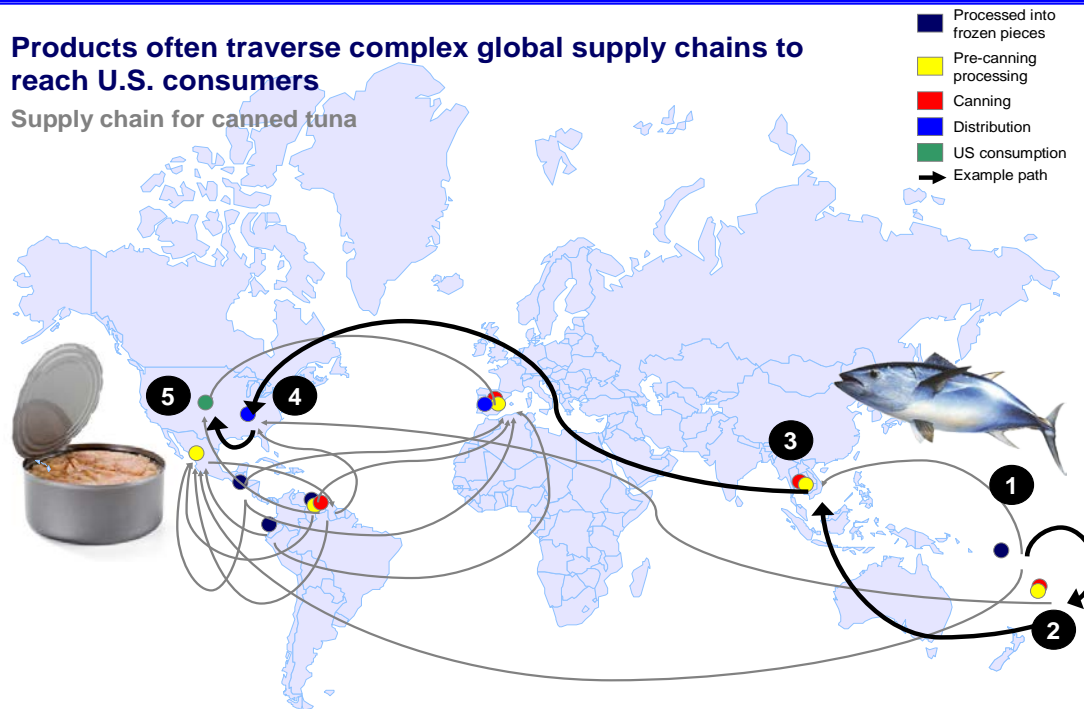 Products often traverse complex global supply chains to
reach U.S. consumers
Supply chain for canned tuna
Processed into
frozen pieces
Pre-canning
processing
Canning
Distribution
US consumption
Example path
5
4
3
1
2